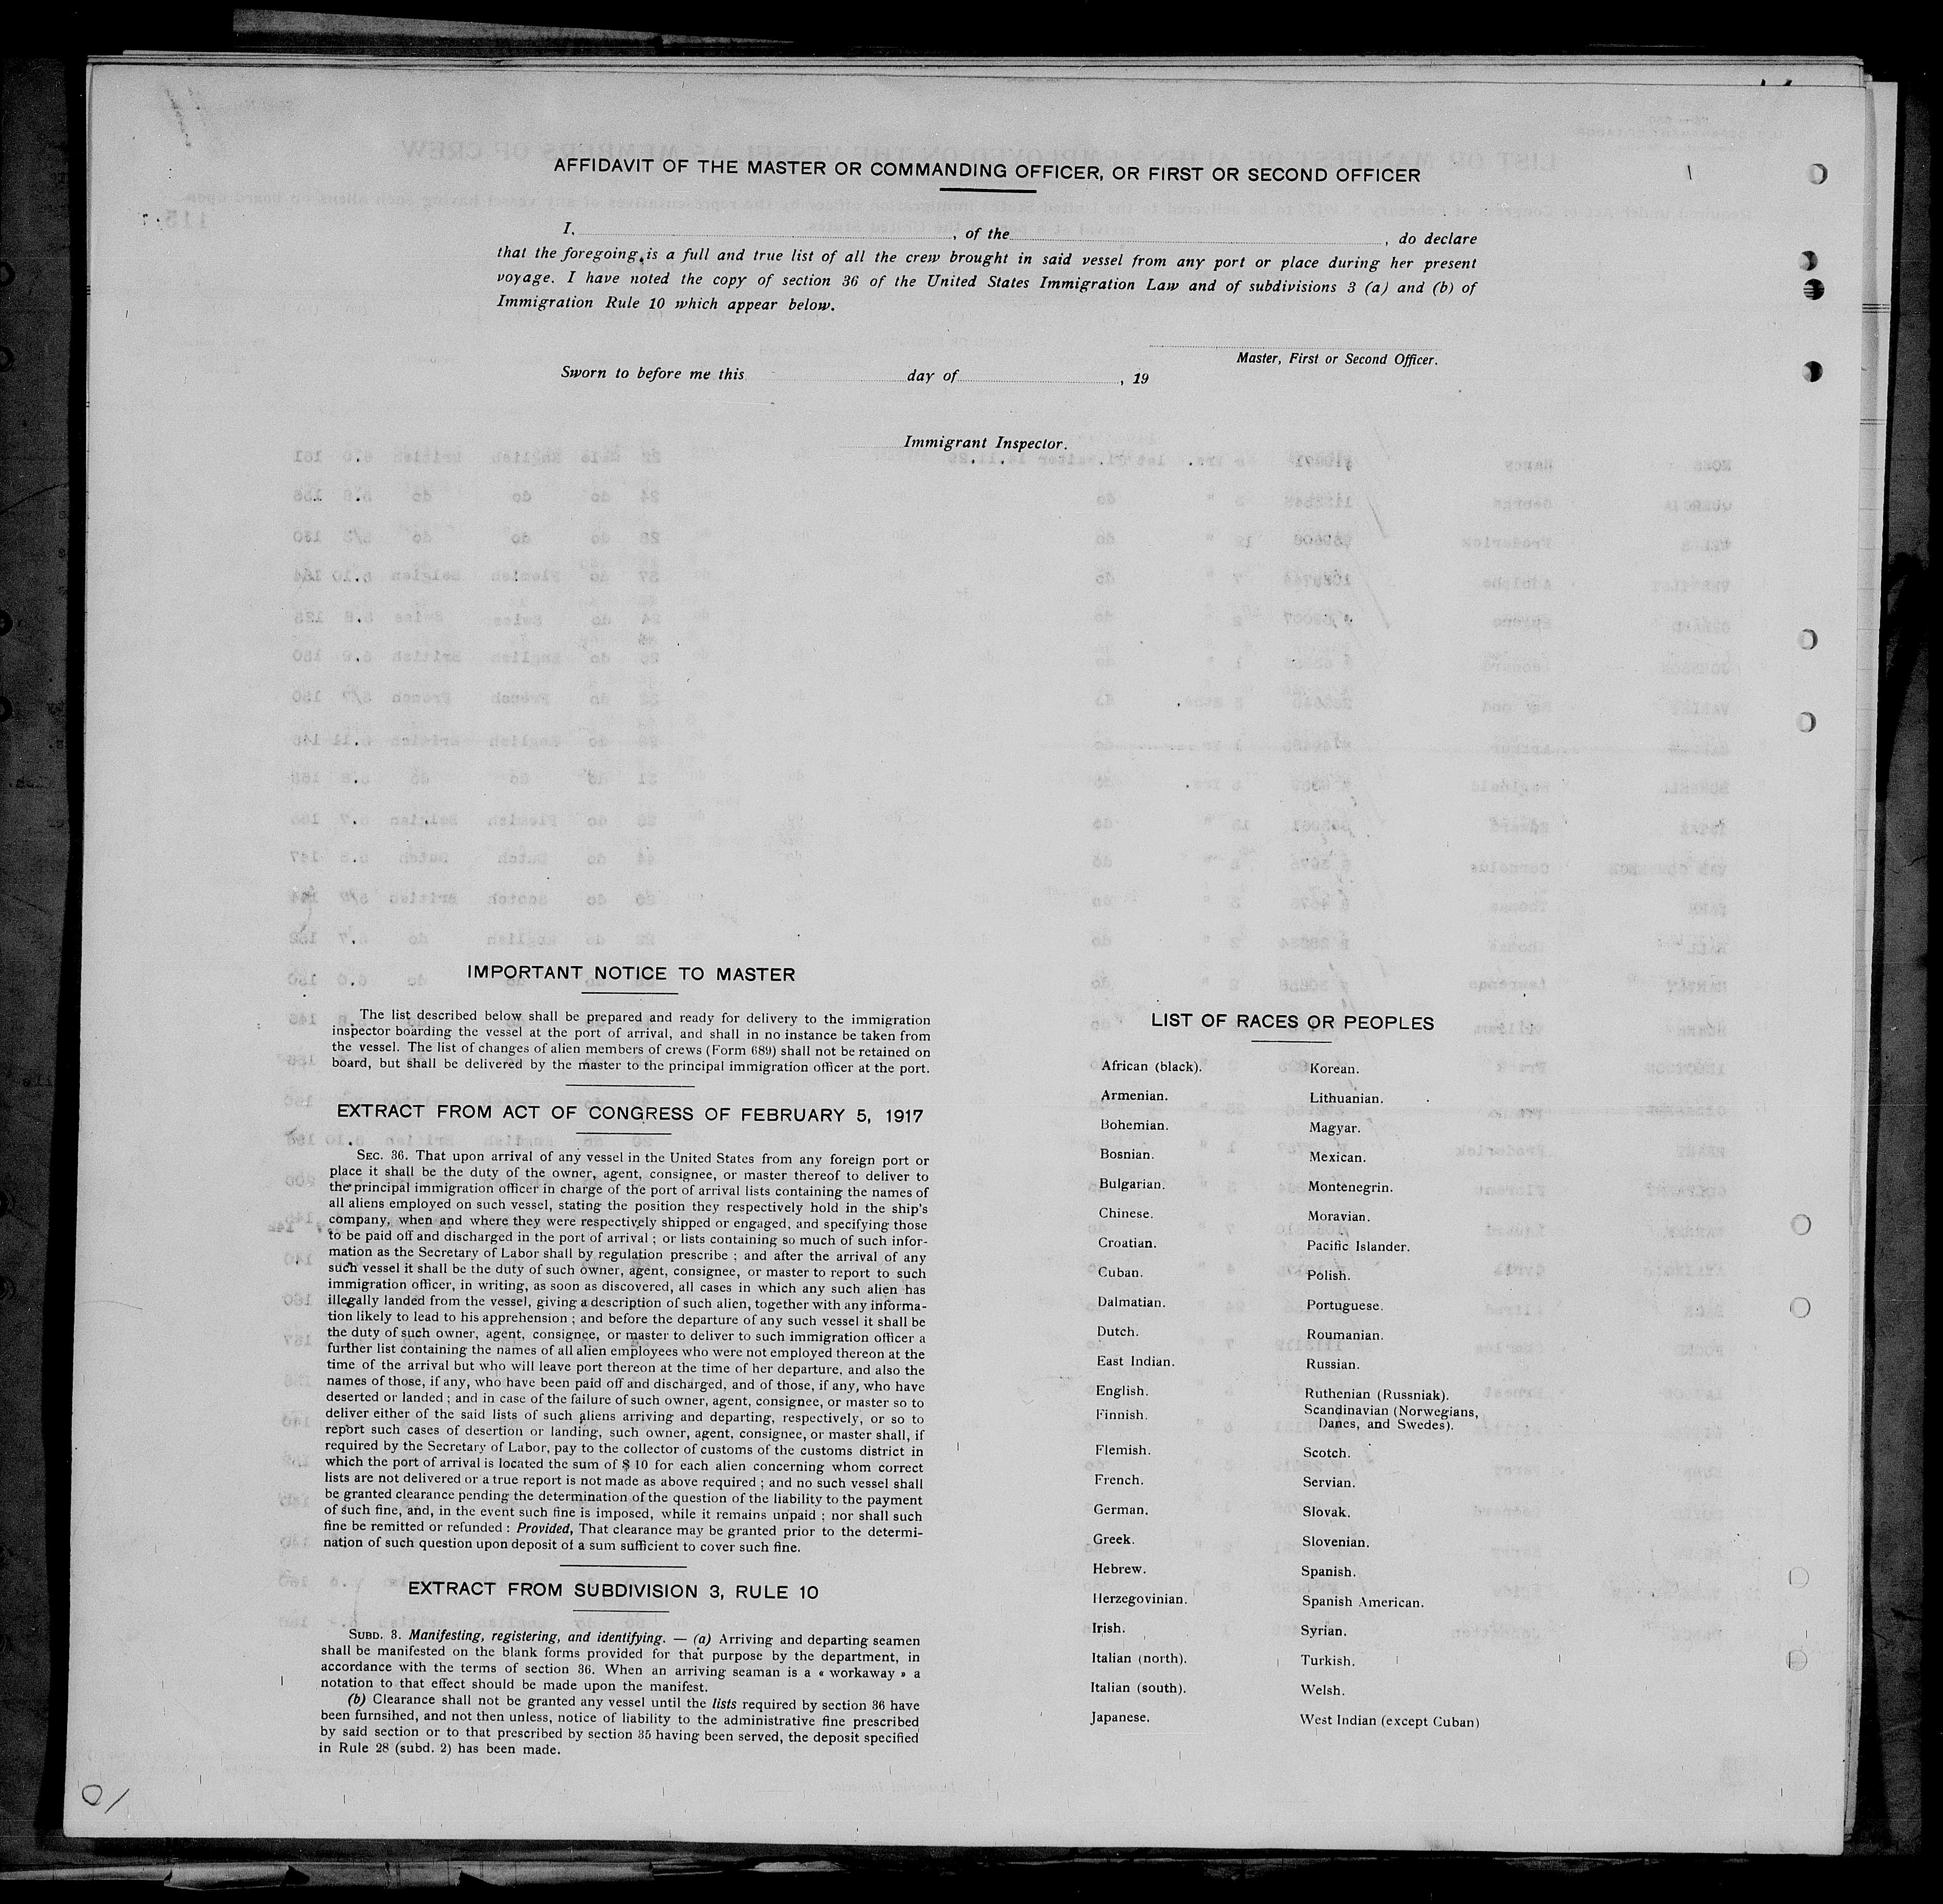 AFFIDAVIT OF THE MASTER OR COMMANDING OFFICER, OR FIRST OR SECOND OFFICER
I, , of the , do declare
that the foregoing is a full and true list of all the crew brought in said vessel from any port or place during her present
voyage. I have noted the copy of section 36 of the United States Immigration Law and of subdivisions 3 (a) and (b) of
Immigration Rule 10 which appear below.
Master, First or Second Officer.
Sworn to before me this day of , 19
Immigrant Inspector.
IMPORTANT NOTICE TO MASTER
The list described below shall be prepared and ready for delivery to the immigration
inspector boarding the vessel at the port of arrival, and shall in no instance be taken from
the vessel. The list of changes of alien members of crews (Form 689) shall not be retained on
board, but shall be delivered by the master to the principal immigration officer at the port.
EXTRACT FROM ACT OF CONGRESS OF FEBRUARY 5, 1917
SEC. 36. That upon arrival of any vessel in the United States from any foreign port or
place it shall be the duty of the owner, agent, consignee, or master thereof to deliver to
the principal immigration officer in charge of the port of arrival lists containing the names of
all aliens employed on such vessel, stating the position they respectively hold in the ship's
company, when and where they were respectively shipped or engaged, and specifying those
to be paid off and discharged in the port of arrival ; or lists containing so much of such infor-
mation as the Secretary of Labor shall by regulation prescribe ; and after the arrival of any
such vessel it shall be the duty of such owner, agent, consignee, or master to report to such
immigration officer, in writing, as soon as discovered, all cases in which any such alien has
illegally landed from the vessel, giving a description of such alien, together with any informa-
tion likely to lead to his apprehension ; and before the departure of any such vessel it shall be
the duty of such owner, agent, consignee, or master to deliver to such immigration officer a
further list containing the names of all alien employees who were not employed thereon at the
time of the arrival but who will leave port thereon at the time of her departure, and also the
names of those, if any, who have been paid off and discharged, and of those, if any, who have
deserted or landed ; and in case of the failure of such owner, agent, consignee, or master so to
deliver either of the said lists of such aliens arriving and departing, respectively, or so to
report such cases of desertion or landing, such owner, agent, consignee, or master shall, if
required by the Secretary of Labor, pay to the collector of customs of the customs district in
which the port of arrival is located the sum of $ 10 for each alien concerning whom correct
lists are not delivered or a true report is not made as above required ; and no such vessel shall
be granted clearance pending the determination of the question of the liability to the payment
of such fine, and, in the event such fine is imposed, while it remains unpaid ; nor shall such
fine be remitted or refunded : Provided, That clearance may be granted prior to the determi-
nation of such question upon deposit of a sum sufficient to cover such fine.
EXTRACT FROM SUBDIVISION 3, RULE 10
SUBD. 3. Manifesting, registering, and identifying. — (a) Arriving and departing seamen
shall be manifested on the blank forms provided for that purpose by the department, in
accordance with the terms of section 36. When an arriving seaman is a « workaway » a
notation to that effect should be made upon the manifest.
(b) Clearance shall not be granted any vessel until the lists required by section 36 have
been furnsihed, and not then unless, notice of liability to the administrative fine prescribed
by said section or to that prescribed by section 35 having been served, the deposit specified
in Rule 28 (subd. 2) has been made.
LIST OF RACES OR PEOPLES
African (black).
Armenian.
Bohemian.
Bosnian.
Bulgarian.
Chinese.
Croatian.
Cuban.
Dalmatian.
Dutch.
East Indian.
English.
Finnish.
Flemish.
French.
German.
Greek.
Hebrew.
Herzegovinian.
Irish.
Italian (north).
Italian (south).
Japanese.
Korean.
Lithuanian.
Magyar.
Mexican.
Montenegrin.
Moravian.
Pacific Islander.
Polish.
Portuguese.
Roumanian.
Russian.
Ruthenian (Russniak).
Scandinavian (Norwegians,
Danes, and Swedes).
Scotch.
Servian.
Slovak.
Slovenian.
Spanish.
Spanish American.
Syrian.
Turkish.
Welsh.
West Indian (except Cuban)